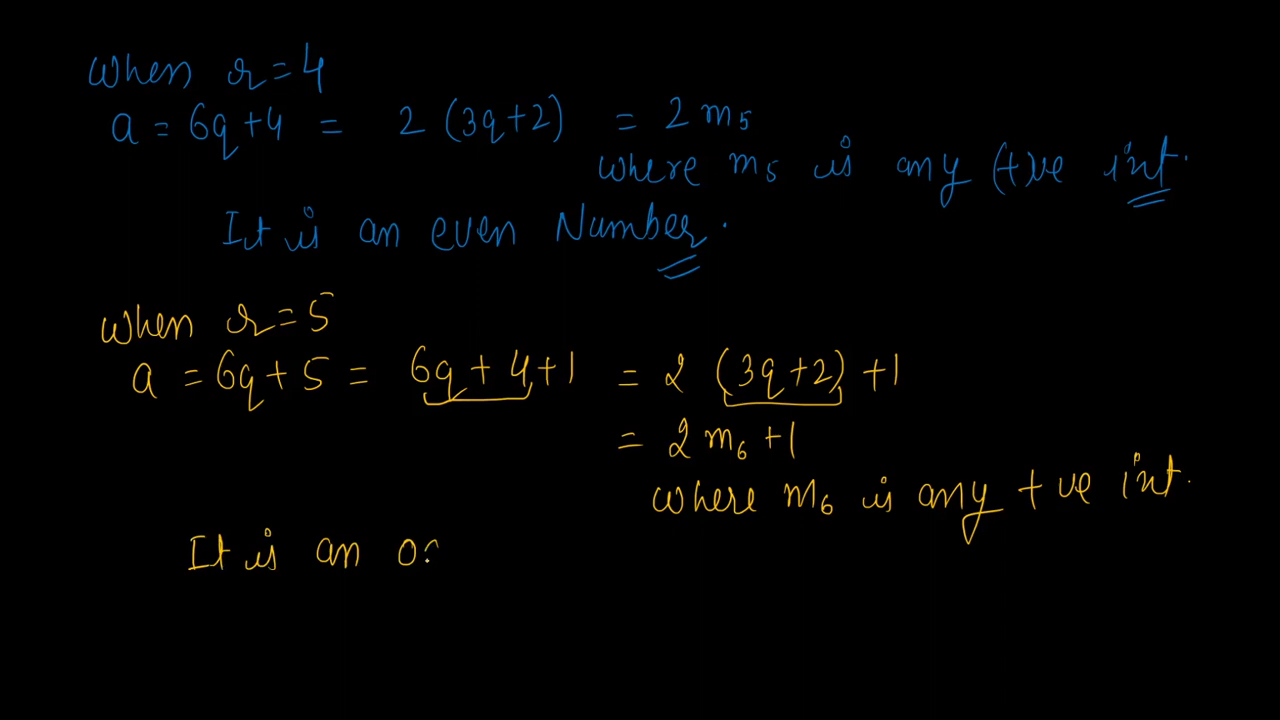 When r=4
a = 6q+4 = 2 (3q+2) = 2 m₅
where m₅ is any (+)ve int.
It is an even Number.
When r=5
a = 6q+5 = 6q+4+1 = 2 (3q+2) +1
= 2 m₆ +1
where m₆ is any +ve int.
It is an